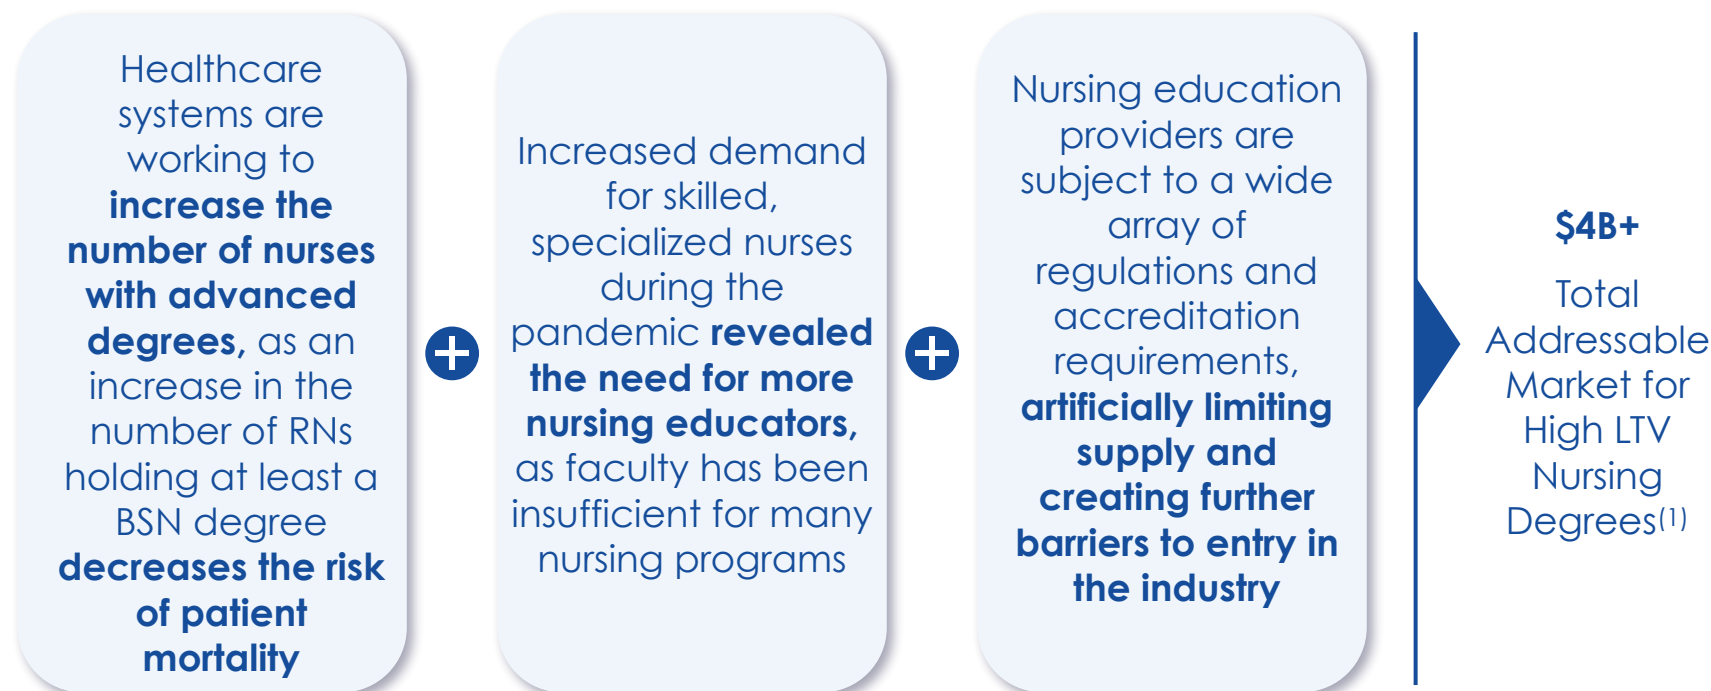 Healthcare
systems are
working to
increase the
number of nurses
with advanced
degrees, as an
increase in the
number of RNs
holding at least a
BSN degree
decreases the risk
of patient
mortality
Increased demand
for skilled,
specialized nurses
during the
pandemic revealed
the need for more
nursing educators,
as faculty has been
insufficient for many
nursing programs
Nursing education
providers are
subject to a wide
array of
regulations and
accreditation
requirements,
artificially limiting
supply and
creating further
barriers to entry in
the industry
$4B+
Total
Addressable
Market for
High LTV
Nursing
Degrees(1)